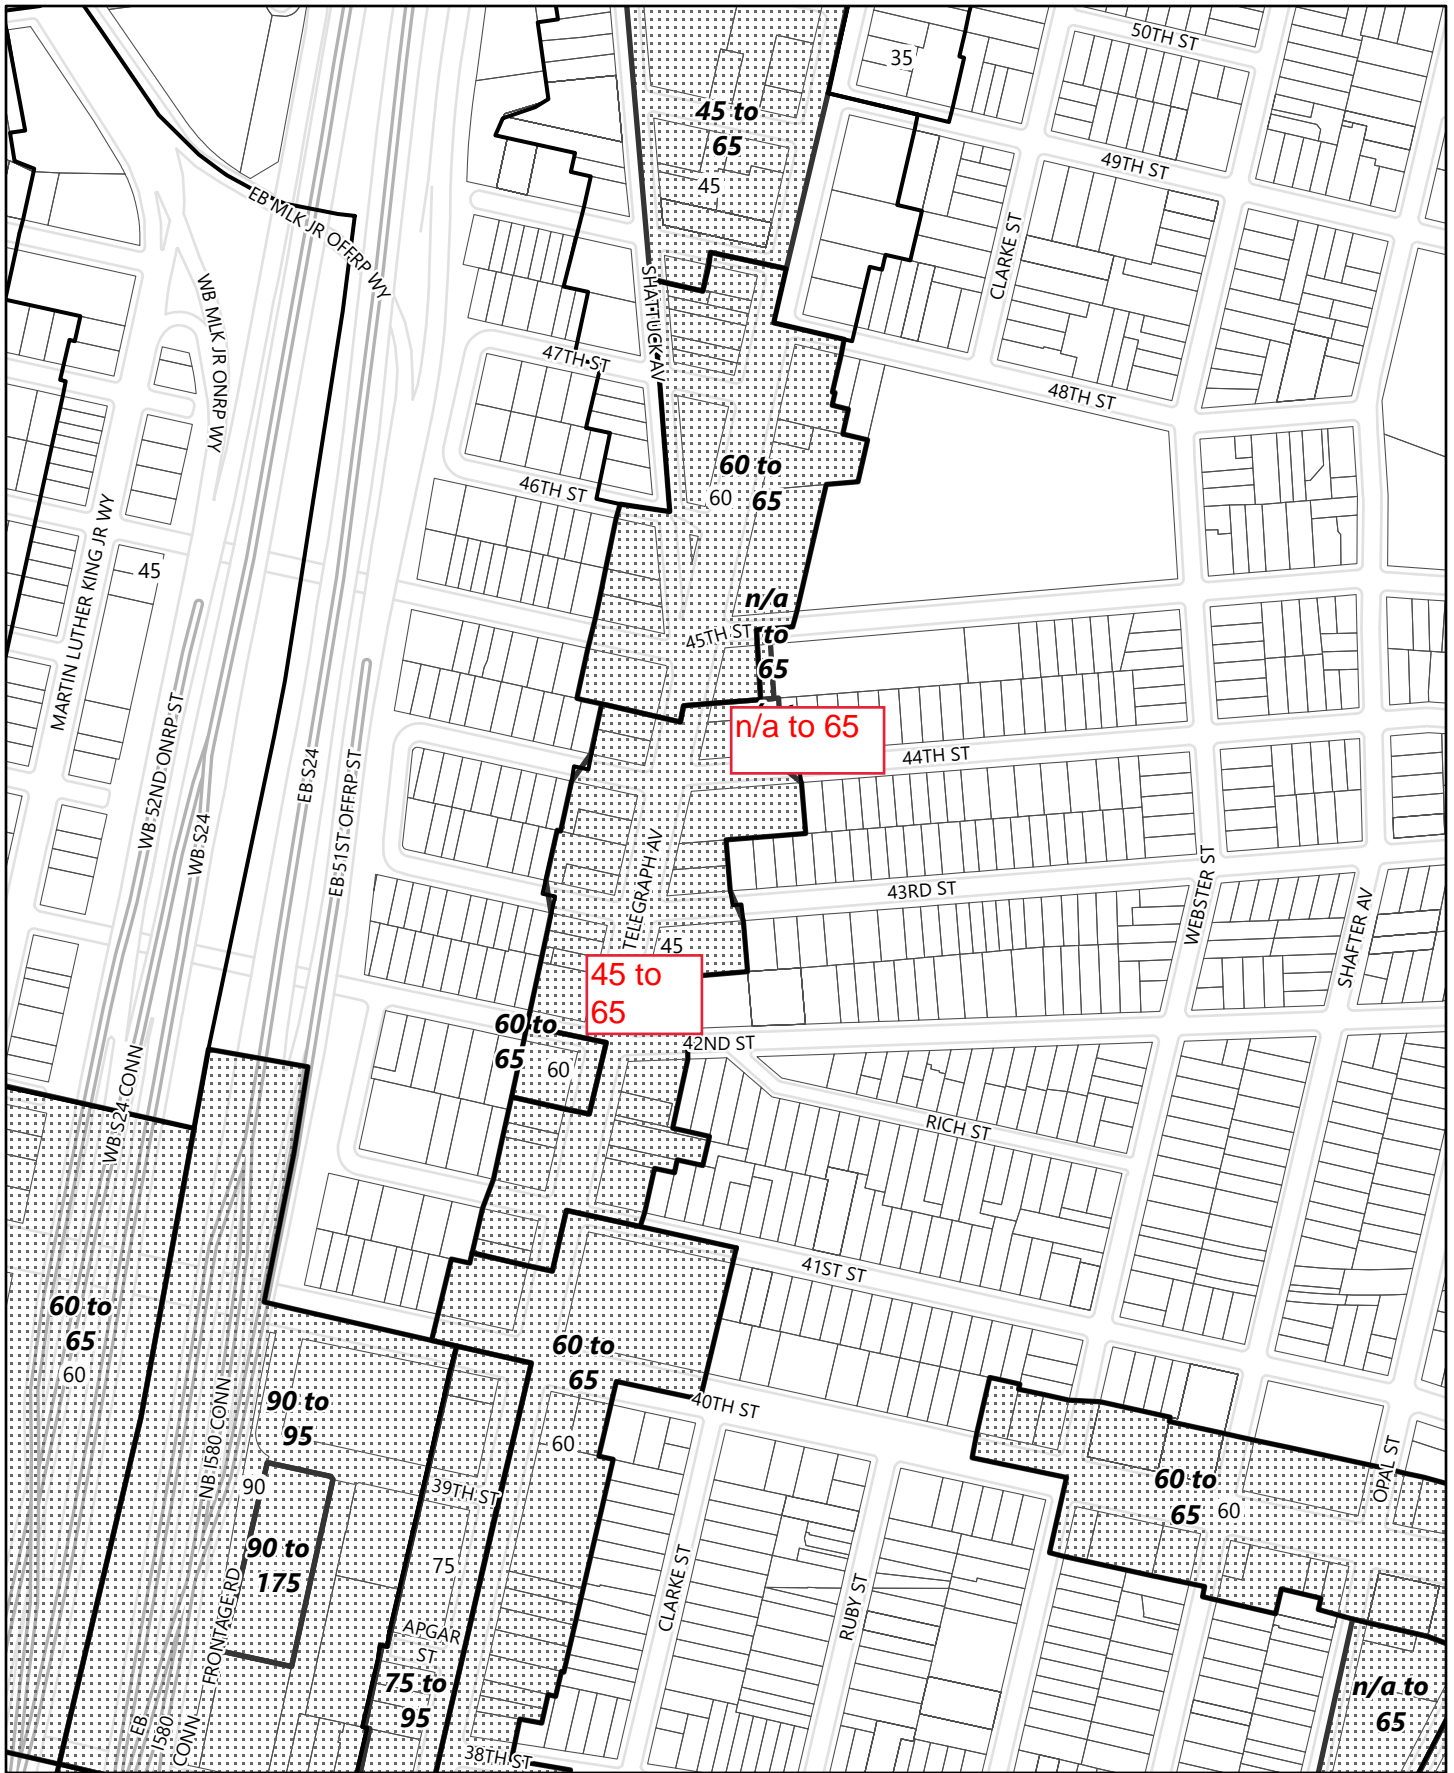 50TH ST
35
45 to
65
49TH ST
45
EB MLK JR OFFRP WY
CLARKE ST
WB MLK JR ONRP WY
SHATTUCK AV
47TH ST
48TH ST
60 to
65
60
46TH ST
MARTIN LUTHER KING JR WY
45
n/a
to
65
45TH ST
n/a to 65
44TH ST
WB 52ND ONRP ST
WB S24
EB S24
EB 51ST OFFRP ST
TELEGRAPH AV
43RD ST
WEBSTER ST
SHAFTER AV
45
45 to
65
60 to
65
60
42ND ST
WB S24 CONN
RICH ST
41ST ST
60 to
65
60
60 to
65
90 to
95
40TH ST
NB I580 CONN
60
90
39TH ST
60 to
65
60
OPAL ST
90 to
175
75
FRONTAGE RD
CLARKE ST
RUBY ST
APGAR
ST
75 to
95
n/a to
65
EB
I580
CONN
38TH ST